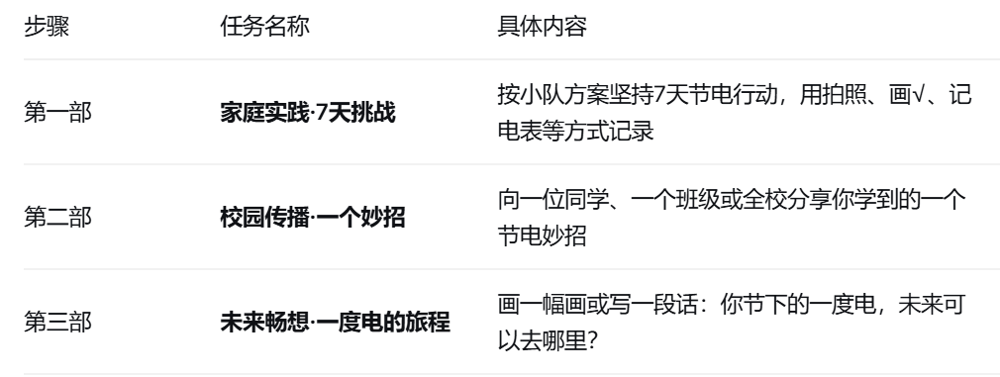 步骤 任务名称 具体内容
第一部 家庭实践·7天挑战 按小队方案坚持7天节电行动，用拍照、画√、记
电表等方式记录
第二部 校园传播·一个妙招 向一位同学、一个班级或全校分享你学到的一个
节电妙招
第三部 未来畅想·一度电的旅程 画一幅画或写一段话：你节下的一度电，未来可
以去哪里？